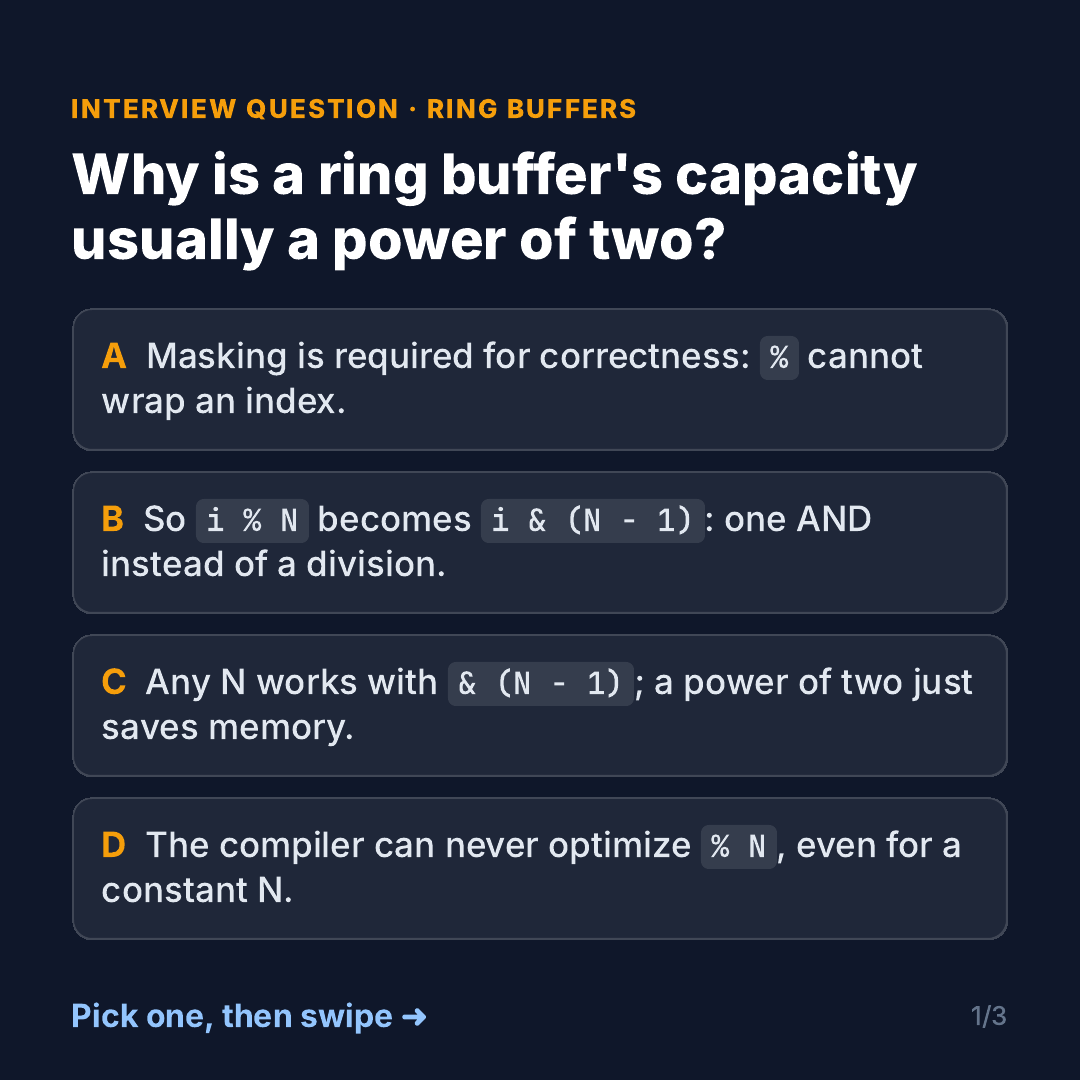 INTERVIEW QUESTION · RING BUFFERS
Why is a ring buffer's capacity
usually a power of two?
A Masking is required for correctness: % cannot
wrap an index.
B So i % N becomes i & (N - 1): one AND
instead of a division.
C Any N works with & (N - 1); a power of two just
saves memory.
D The compiler can never optimize % N, even for a
constant N.
Pick one, then swipe ➜
1/3